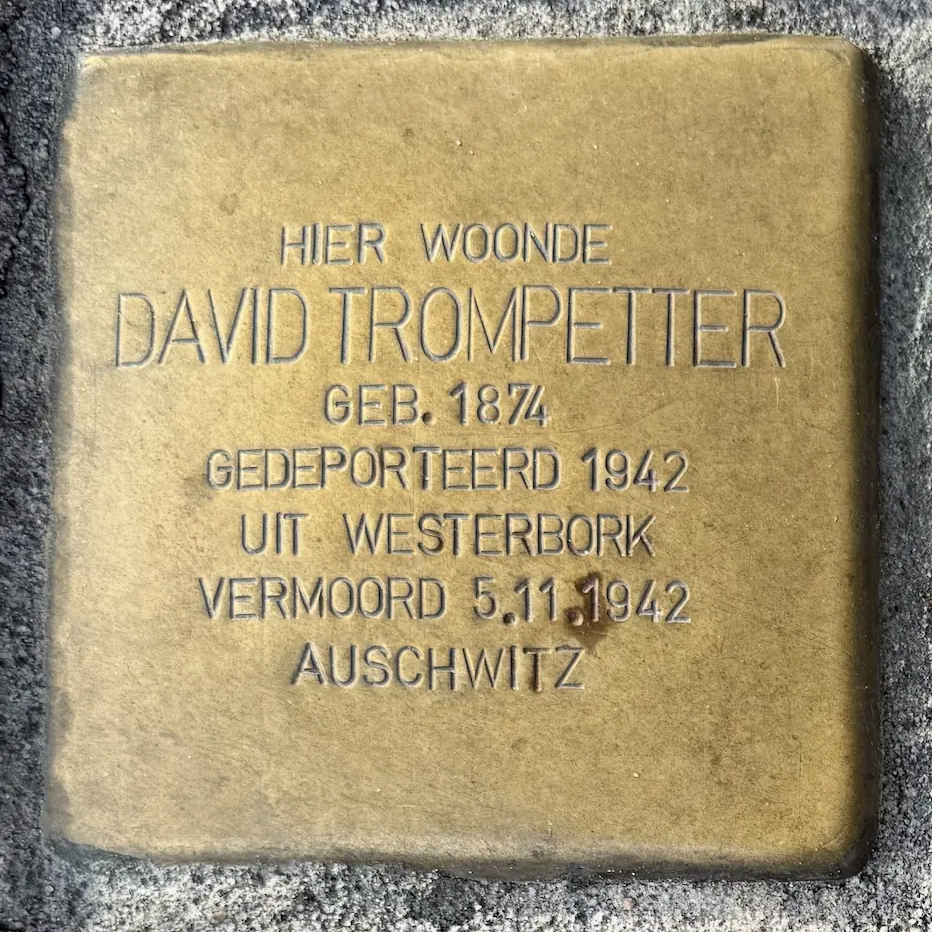 HIER WOONDE
DAVID TROMPETTER
GEB. 1874
GEDEPORTEERD 1942
UIT WESTERBORK
VERMOORD 5.11.1942
AUSCHWITZ